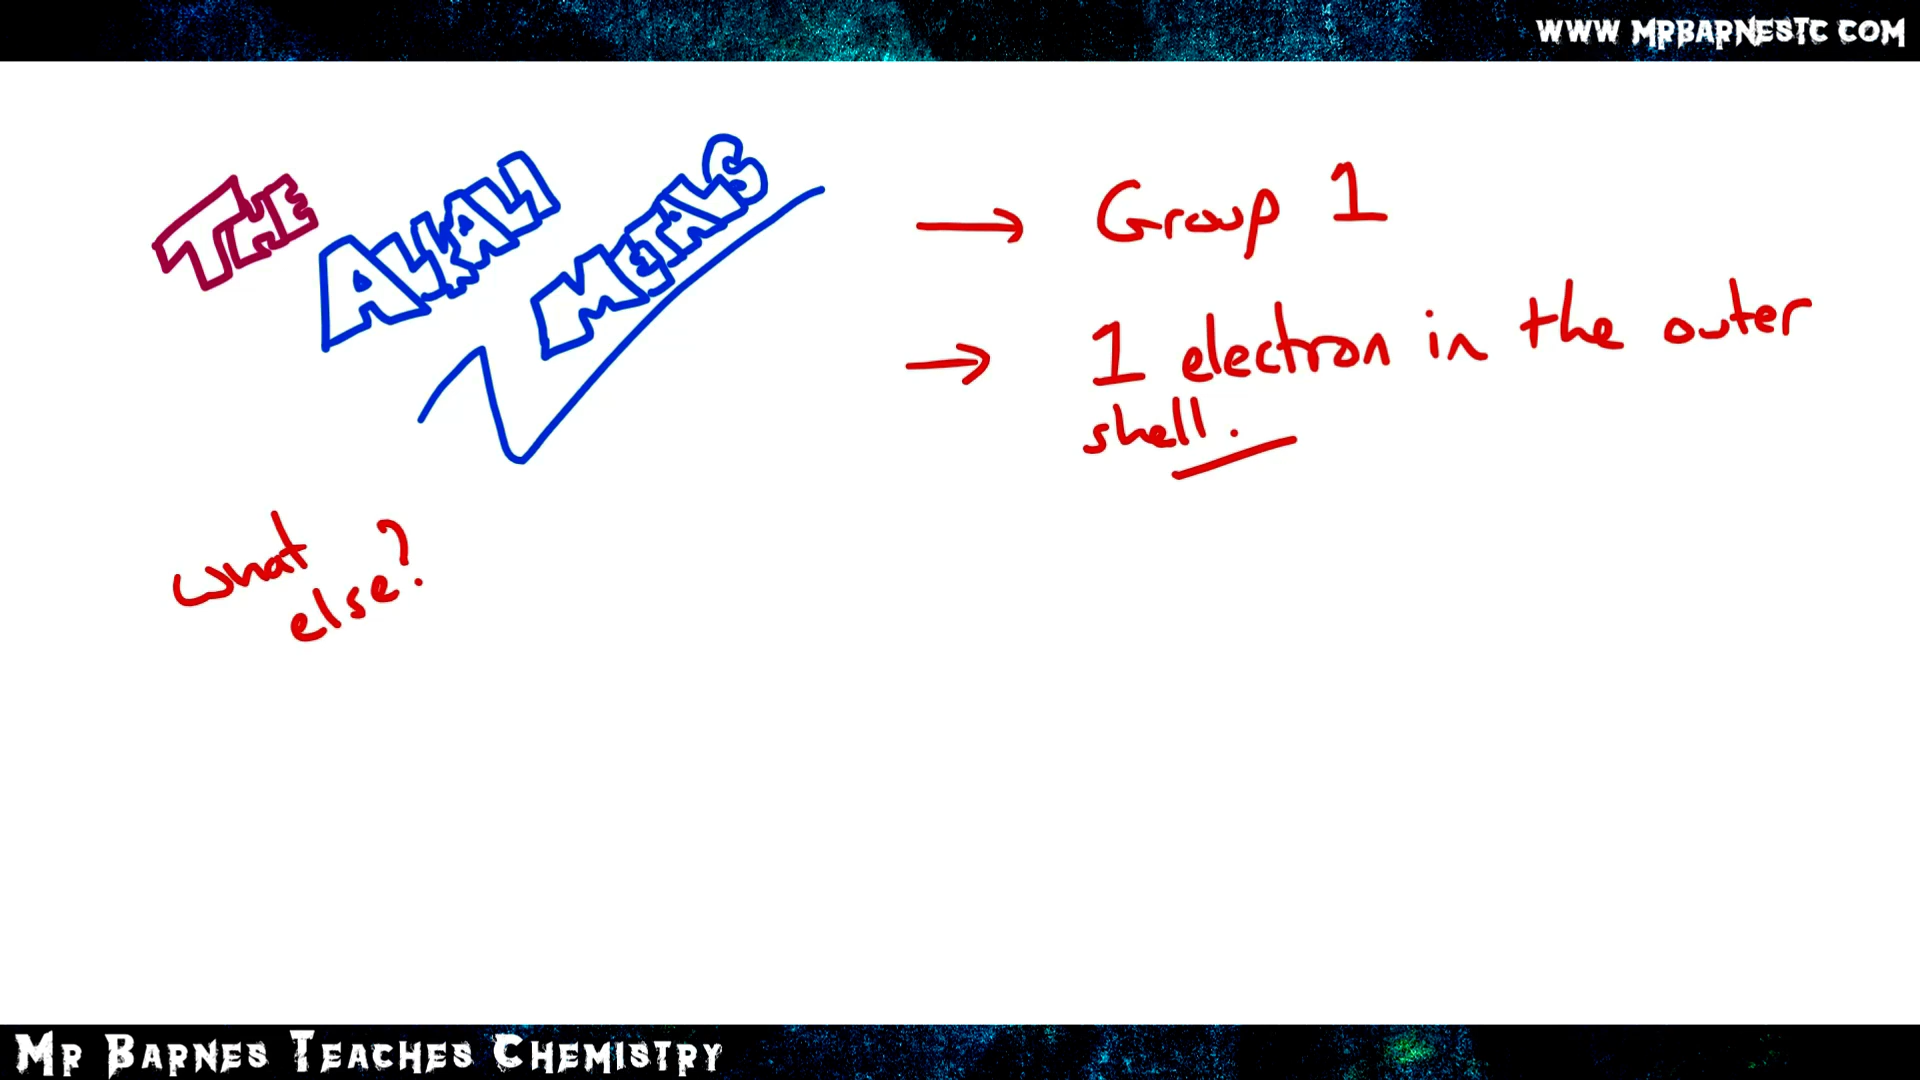 www MrBarnesTC com
The Alkali Metals
→ Group 1
→ 1 electron in the outer
shell.
what
else?
Mr Barnes Teaches Chemistry